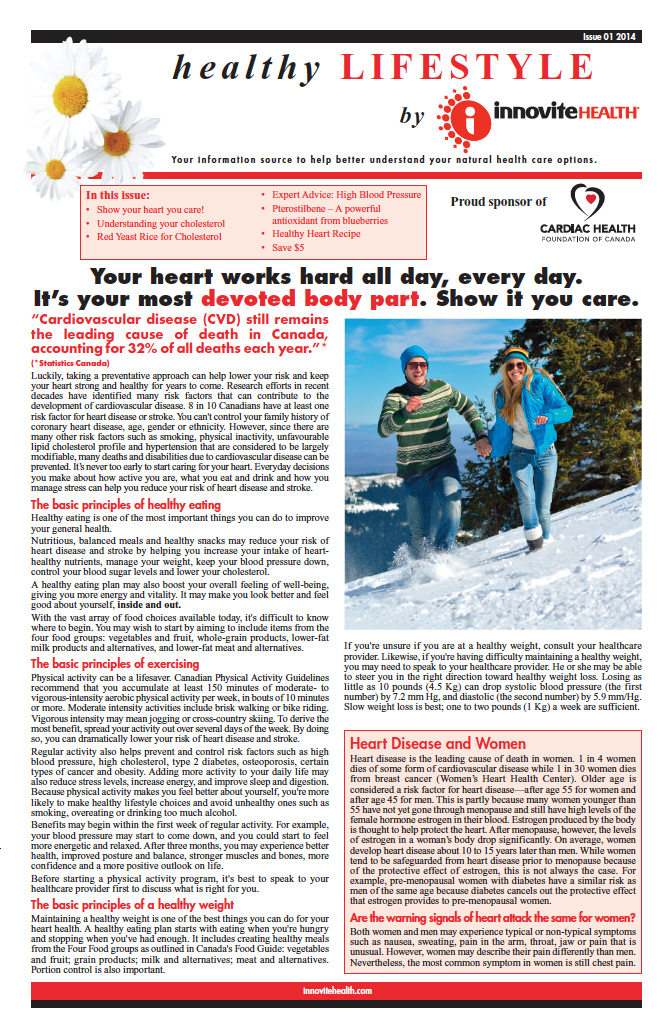 Issue 01 2014
healthy LIFESTYLE
by innoviteHEALTH
Your information source to help better understand your natural health care options.
In this issue:
• Show your heart you care!
• Understanding your cholesterol
• Red Yeast Rice for Cholesterol
• Expert Advice: High Blood Pressure
• Pterostilbene – A powerful
antioxidant from blueberries
• Healthy Heart Recipe
• Save $5
Proud sponsor of
CARDIAC HEALTH
FOUNDATION OF CANADA
Your heart works hard all day, every day.
It's your most devoted body part. Show it you care.
"Cardiovascular disease (CVD) still remains
the leading cause of death in Canada,
accounting for 32% of all deaths each year."*
(*Statistics Canada)
Luckily, taking a preventative approach can help lower your risk and keep
your heart strong and healthy for years to come. Research efforts in recent
decades have identified many risk factors that can contribute to the
development of cardiovascular disease. 8 in 10 Canadians have at least one
risk factor for heart disease or stroke. You can't control your family history of
coronary heart disease, age, gender or ethnicity. However, since there are
many other risk factors such as smoking, physical inactivity, unfavourable
lipid cholesterol profile and hypertension that are considered to be largely
modifiable, many deaths and disabilities due to cardiovascular disease can be
prevented. It's never too early to start caring for your heart. Everyday decisions
you make about how active you are, what you eat and drink and how you
manage stress can help you reduce your risk of heart disease and stroke.
The basic principles of healthy eating
Healthy eating is one of the most important things you can do to improve
your general health.
Nutritious, balanced meals and healthy snacks may reduce your risk of
heart disease and stroke by helping you increase your intake of heart-
healthy nutrients, manage your weight, keep your blood pressure down,
control your blood sugar levels and lower your cholesterol.
A healthy eating plan may also boost your overall feeling of well-being,
giving you more energy and vitality. It may make you look better and feel
good about yourself, inside and out.
With the vast array of food choices available today, it's difficult to know
where to begin. You may wish to start by aiming to include items from the
four food groups: vegetables and fruit, whole-grain products, lower-fat
milk products and alternatives, and lower-fat meat and alternatives.
The basic principles of exercising
Physical activity can be a lifesaver. Canadian Physical Activity Guidelines
recommend that you accumulate at least 150 minutes of moderate- to
vigorous-intensity aerobic physical activity per week, in bouts of 10 minutes
or more. Moderate intensity activities include brisk walking or bike riding.
Vigorous intensity may mean jogging or cross-country skiing. To derive the
most benefit, spread your activity out over several days of the week. By doing
so, you can dramatically lower your risk of heart disease and stroke.
Regular activity also helps prevent and control risk factors such as high
blood pressure, high cholesterol, type 2 diabetes, osteoporosis, certain
types of cancer and obesity. Adding more activity to your daily life may
also reduce stress levels, increase energy, and improve sleep and digestion.
Because physical activity makes you feel better about yourself, you're more
likely to make healthy lifestyle choices and avoid unhealthy ones such as
smoking, overeating or drinking too much alcohol.
Benefits may begin within the first week of regular activity. For example,
your blood pressure may start to come down, and you could start to feel
more energetic and relaxed. After three months, you may experience better
health, improved posture and balance, stronger muscles and bones, more
confidence and a more positive outlook on life.
Before starting a physical activity program, it's best to speak to your
healthcare provider first to discuss what is right for you.
The basic principles of a healthy weight
Maintaining a healthy weight is one of the best things you can do for your
heart health. A healthy eating plan starts with eating when you're hungry
and stopping when you've had enough. It includes creating healthy meals
from the Four Food groups as outlined in Canada's Food Guide: vegetables
and fruit; grain products; milk and alternatives; meat and alternatives.
Portion control is also important.
If you're unsure if you are at a healthy weight, consult your healthcare
provider. Likewise, if you're having difficulty maintaining a healthy weight,
you may need to speak to your healthcare provider. He or she may be able
to steer you in the right direction toward healthy weight loss. Losing as
little as 10 pounds (4.5 Kg) can drop systolic blood pressure (the first
number) by 7.2 mm Hg, and diastolic (the second number) by 5.9 mm/Hg.
Slow weight loss is best; one to two pounds (1 Kg) a week are sufficient.
Heart Disease and Women
Heart disease is the leading cause of death in women. 1 in 4 women
dies of some form of cardiovascular disease while 1 in 30 women dies
from breast cancer (Women's Heart Health Center). Older age is
considered a risk factor for heart disease—after age 55 for women and
after age 45 for men. This is partly because many women younger than
55 have not yet gone through menopause and still have high levels of the
female hormone estrogen in their blood. Estrogen produced by the body
is thought to help protect the heart. After menopause, however, the levels
of estrogen in a woman's body drop significantly. On average, women
develop heart disease about 10 to 15 years later than men. While women
tend to be safeguarded from heart disease prior to menopause because
of the protective effect of estrogen, this is not always the case. For
example, pre-menopausal women with diabetes have a similar risk as
men of the same age because diabetes cancels out the protective effect
that estrogen provides to pre-menopausal women.
Are the warning signals of heart attack the same for women?
Both women and men may experience typical or non-typical symptoms
such as nausea, sweating, pain in the arm, throat, jaw or pain that is
unusual. However, women may describe their pain differently than men.
Nevertheless, the most common symptom in women is still chest pain.
innovitehealth.com